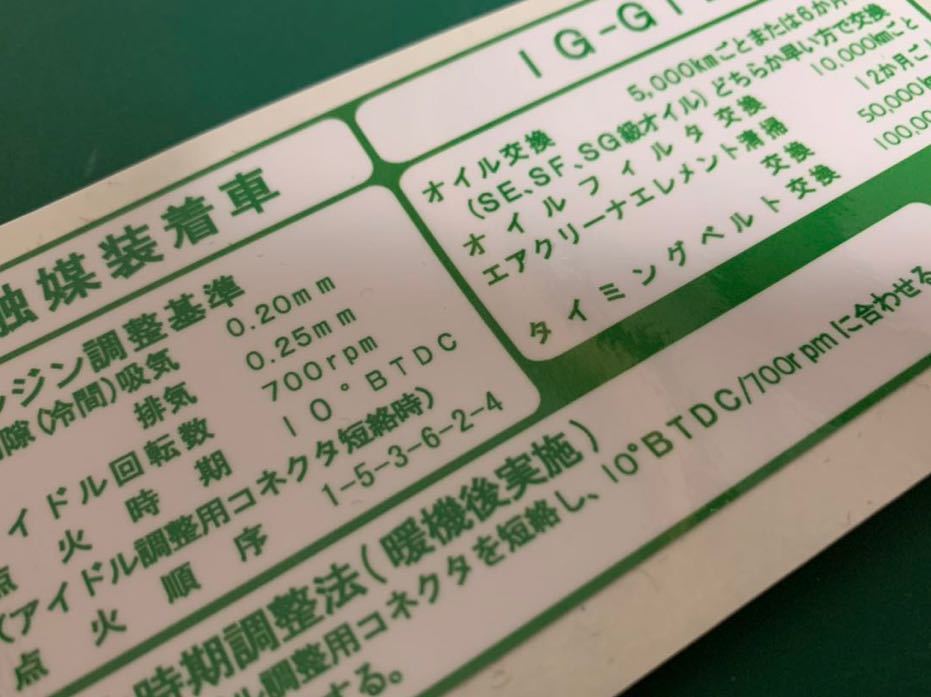 触媒装着車
ンジン調整基準
隙(冷間)吸気 0.20mm
排気 0.25mm
イドル回転数 700rpm
点火時期 10°BTDC
(アイドル調整用コネクタ短絡時)
点火順序 1-5-3-6-2-4
IG-G
オイル交換 5,000kmごとまたは6か月
(SE、SF、SG級オイル)どちらか早い方で交換
オイルフィルタ交換 10,000kmごと
エアクリーナエレメント清掃 12か月ご
交換 50,000k
タイミングベルト交換 100,00
時期調整法(暖機後実施)
ドル調整用コネクタを短絡し、10°BTDC/700rpmに合わせる
する。